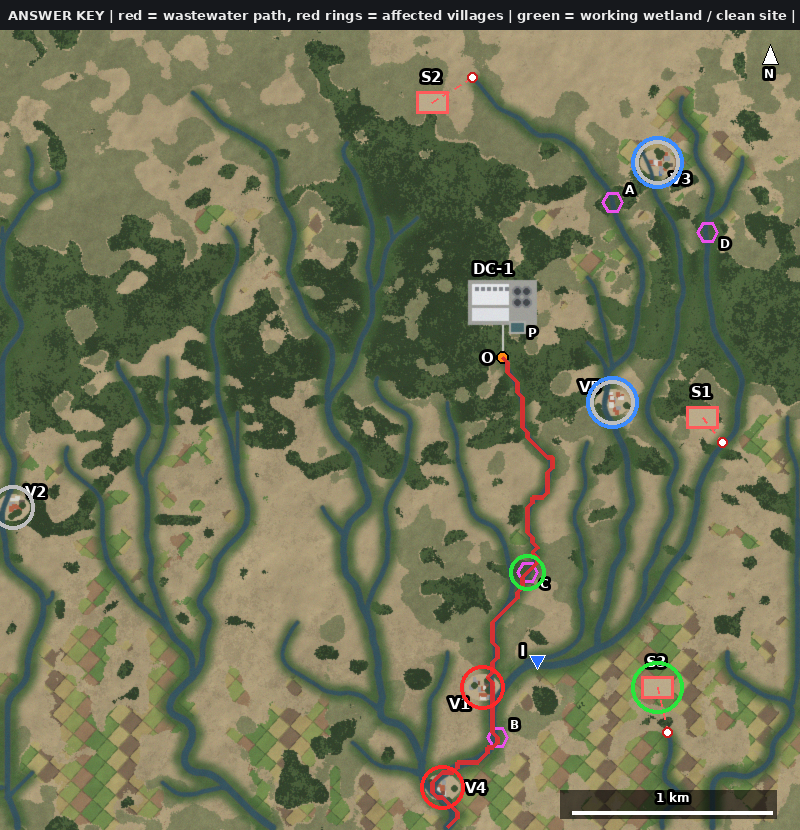 ANSWER KEY | red = wastewater path, red rings = affected villages | green = working wetland / clean site |
N
S2
V3
A
D
DC-1
P
O
S1
V2
C
I
S3
V1
B
V4
1 km